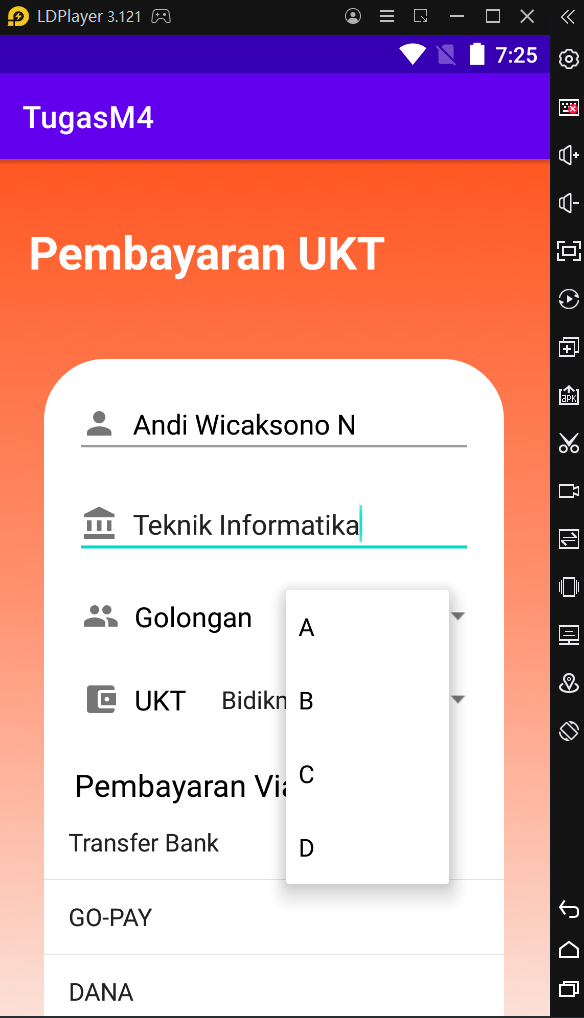 LDPlayer 3.121
7:25
TugasM4
Pembayaran UKT
Andi Wicaksono N
Teknik Informatika
Golongan
A
B
UKT Bidikn
C
Pembayaran Via
D
Transfer Bank
GO-PAY
DANA